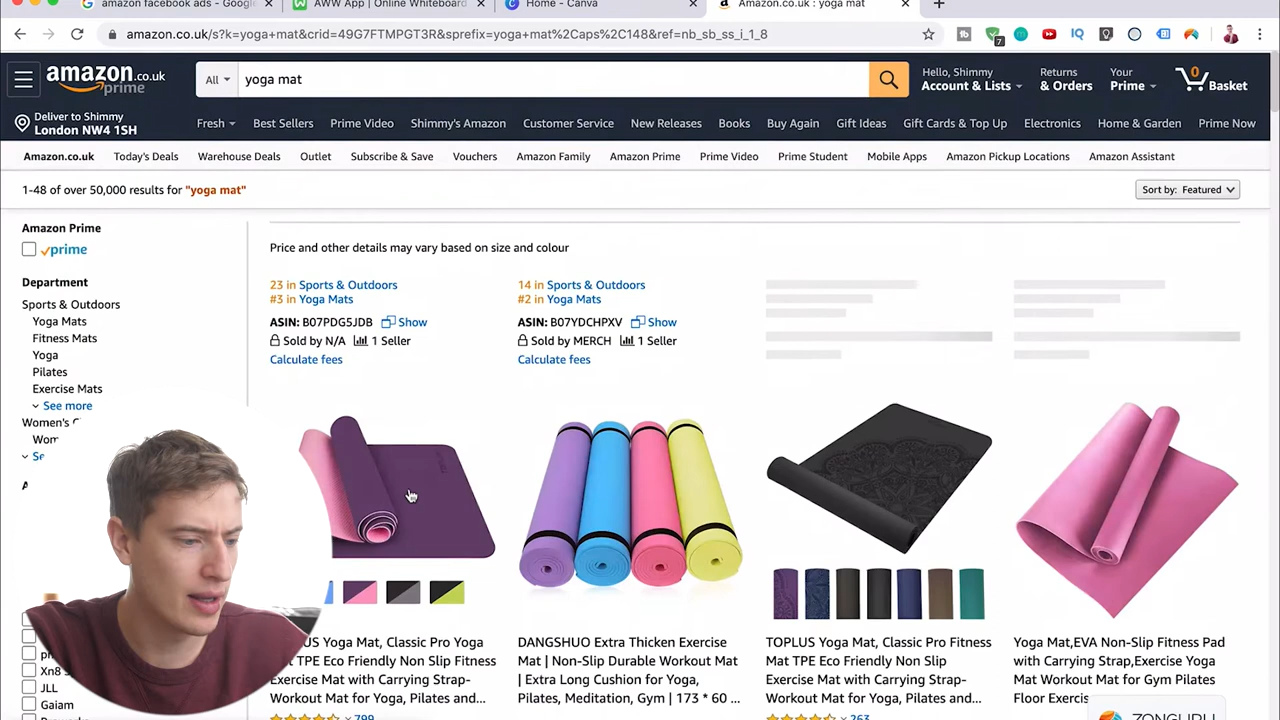 amazon facebook ads - Google
AWW App | Online Whiteboard
Home - Canva
Amazon.co.uk : yoga mat
amazon.co.uk/s?k=yoga+mat&crid=49G7FTMPGT3R&sprefix=yoga+mat%2Caps%2C148&ref=nb_sb_ss_i_1_8
7
amazon.co.uk
prime
All
yoga mat
Hello, Shimmy
Account & Lists
Returns
& Orders
Your
Prime
0
Basket
Deliver to Shimmy
London NW4 1SH
Fresh
Best Sellers
Prime Video
Shimmy's Amazon
Customer Service
New Releases
Books
Buy Again
Gift Ideas
Gift Cards & Top Up
Electronics
Home & Garden
Prime Now
Amazon.co.uk
Today's Deals
Warehouse Deals
Outlet
Subscribe & Save
Vouchers
Amazon Family
Amazon Prime
Prime Video
Prime Student
Mobile Apps
Amazon Pickup Locations
Amazon Assistant
1-48 of over 50,000 results for "yoga mat"
Sort by: Featured
Amazon Prime
prime
Department
Sports & Outdoors
Yoga Mats
Fitness Mats
Yoga
Pilates
Exercise Mats
See more
Women's C
Wom
Se
Xn8
JLL
Gaiam
Price and other details may vary based on size and colour
23 in Sports & Outdoors
#3 in Yoga Mats
ASIN: B07PDG5JDB Show
Sold by N/A 1 Seller
Calculate fees
14 in Sports & Outdoors
#2 in Yoga Mats
ASIN: B07YDCHPXV Show
Sold by MERCH 1 Seller
Calculate fees
LUS Yoga Mat, Classic Pro Yoga
TPE Eco Friendly Non Slip
Exercise Mat with Carrying Strap-
Workout Mat for Yoga, Pilates and...
799
DANGSHUO Extra Thicken Exercise
Mat | Non-Slip Durable Workout Mat
| Extra Long Cushion for Yoga,
Pilates, Meditation, Gym | 173 * 60 ...
TOPLUS Yoga Mat, Classic Pro Fitness
Mat TPE Eco Friendly Non Slip
Exercise Mat with Carrying Strap-
Workout Mat for Yoga, Pilates and...
263
Yoga Mat,EVA Non-Slip Fitness Pad
with Carrying Strap,Exercise Yoga
Mat Workout Mat for Gym Pilates
Floor Exercis
ZONGURU